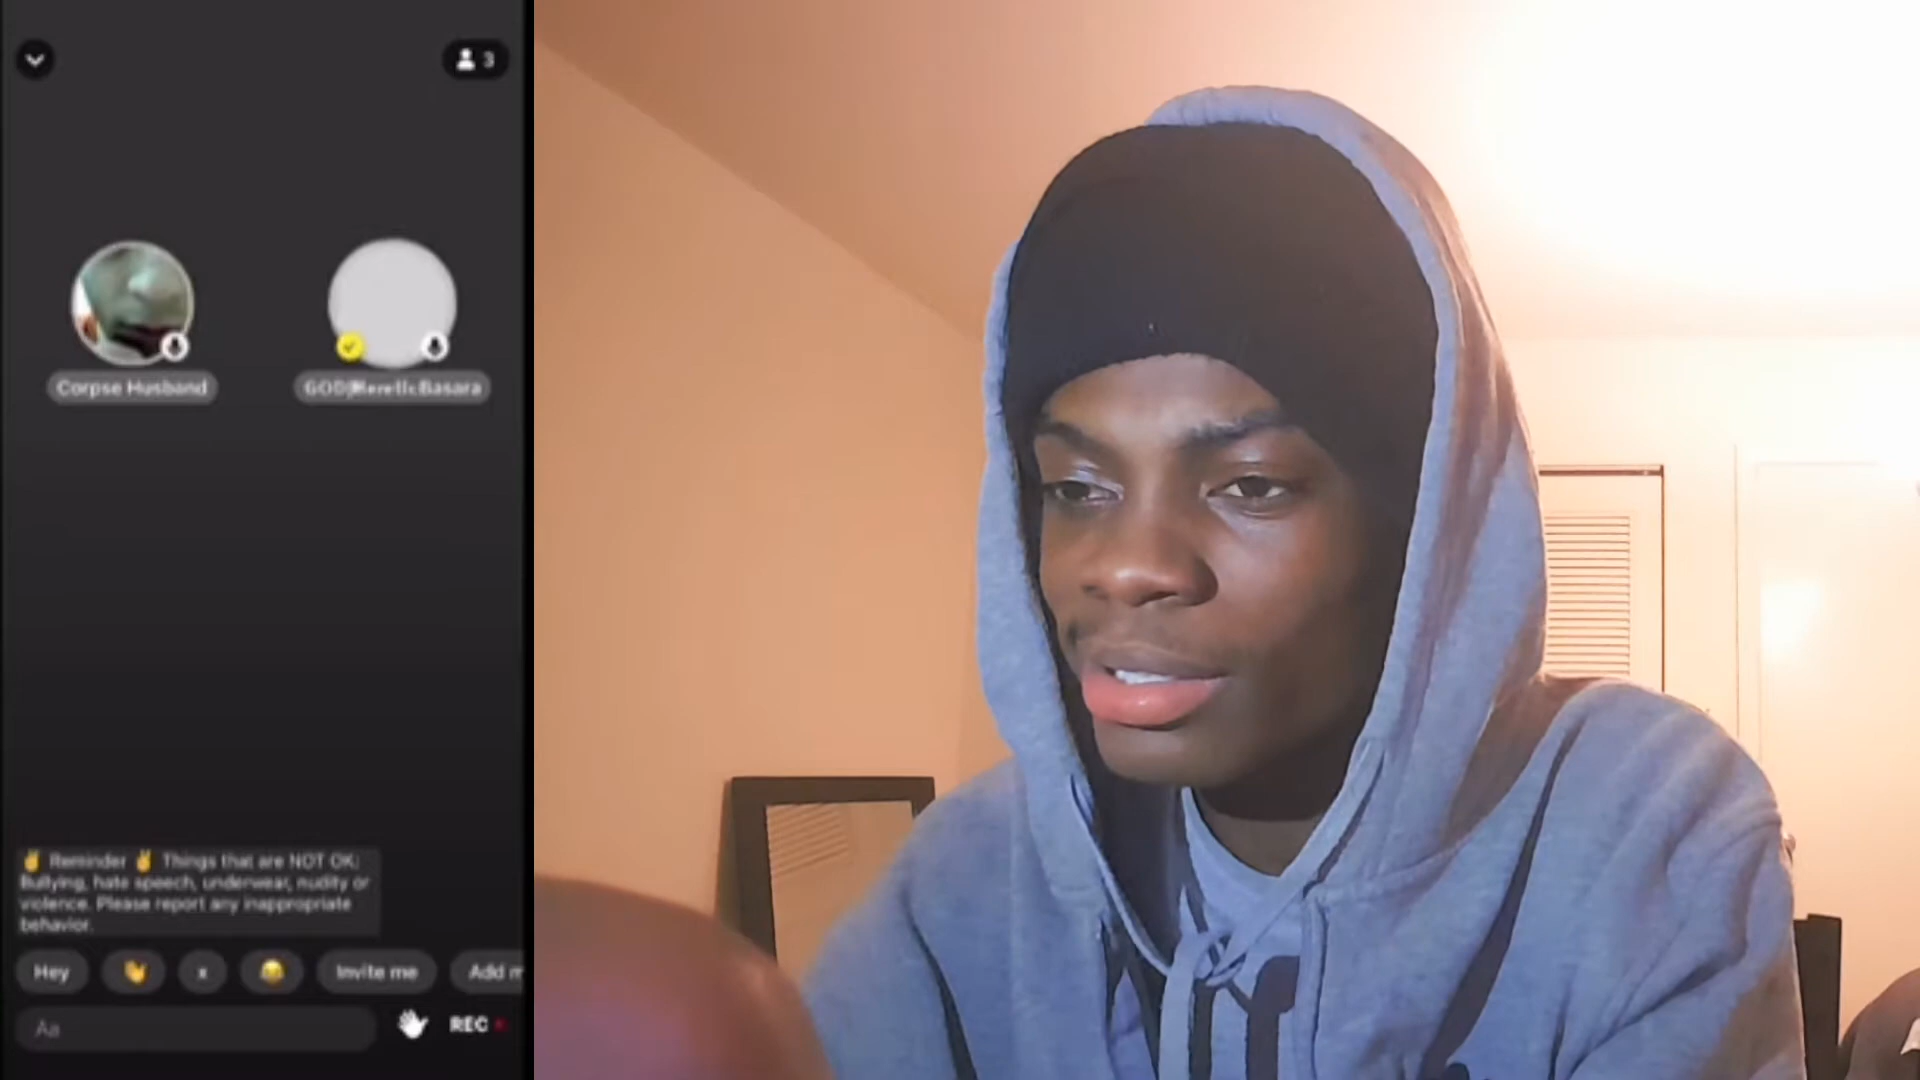 3
Corpse Husband
✌ Reminder ✌ Things that are NOT OK:
Bullying, hate speech, underwear, nudity or
violence. Please report any inappropriate
behavior.
Hey
x
Invite me
Add m
Aa
REC